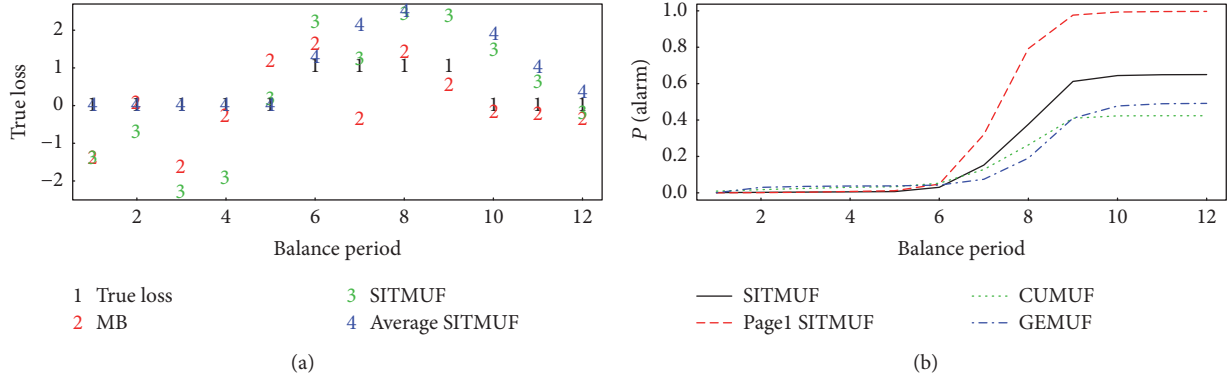 True loss
2
1
0
−1
−2
2 4 6 8 10 12
Balance period
1 True loss
2 MB
3 SITMUF
4 Average SITMUF
(a)
P (alarm)
1.0
0.8
0.6
0.4
0.2
0.0
2 4 6 8 10 12
Balance period
SITMUF
Page1 SITMUF
CUMUF
GEMUF
(b)